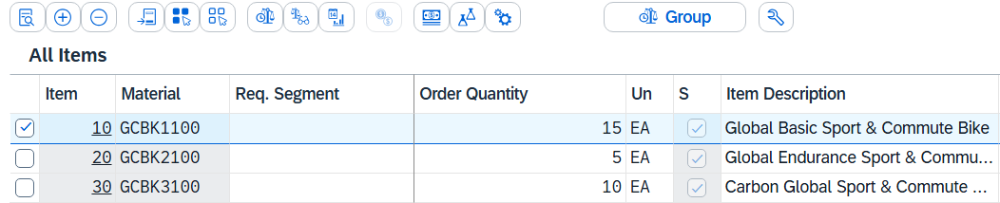 Group
All Items
Item Material Req. Segment Order Quantity Un S Item Description
10 GCBK1100 15 EA Global Basic Sport & Commute Bike
20 GCBK2100 5 EA Global Endurance Sport & Commu...
30 GCBK3100 10 EA Carbon Global Sport & Commute ...